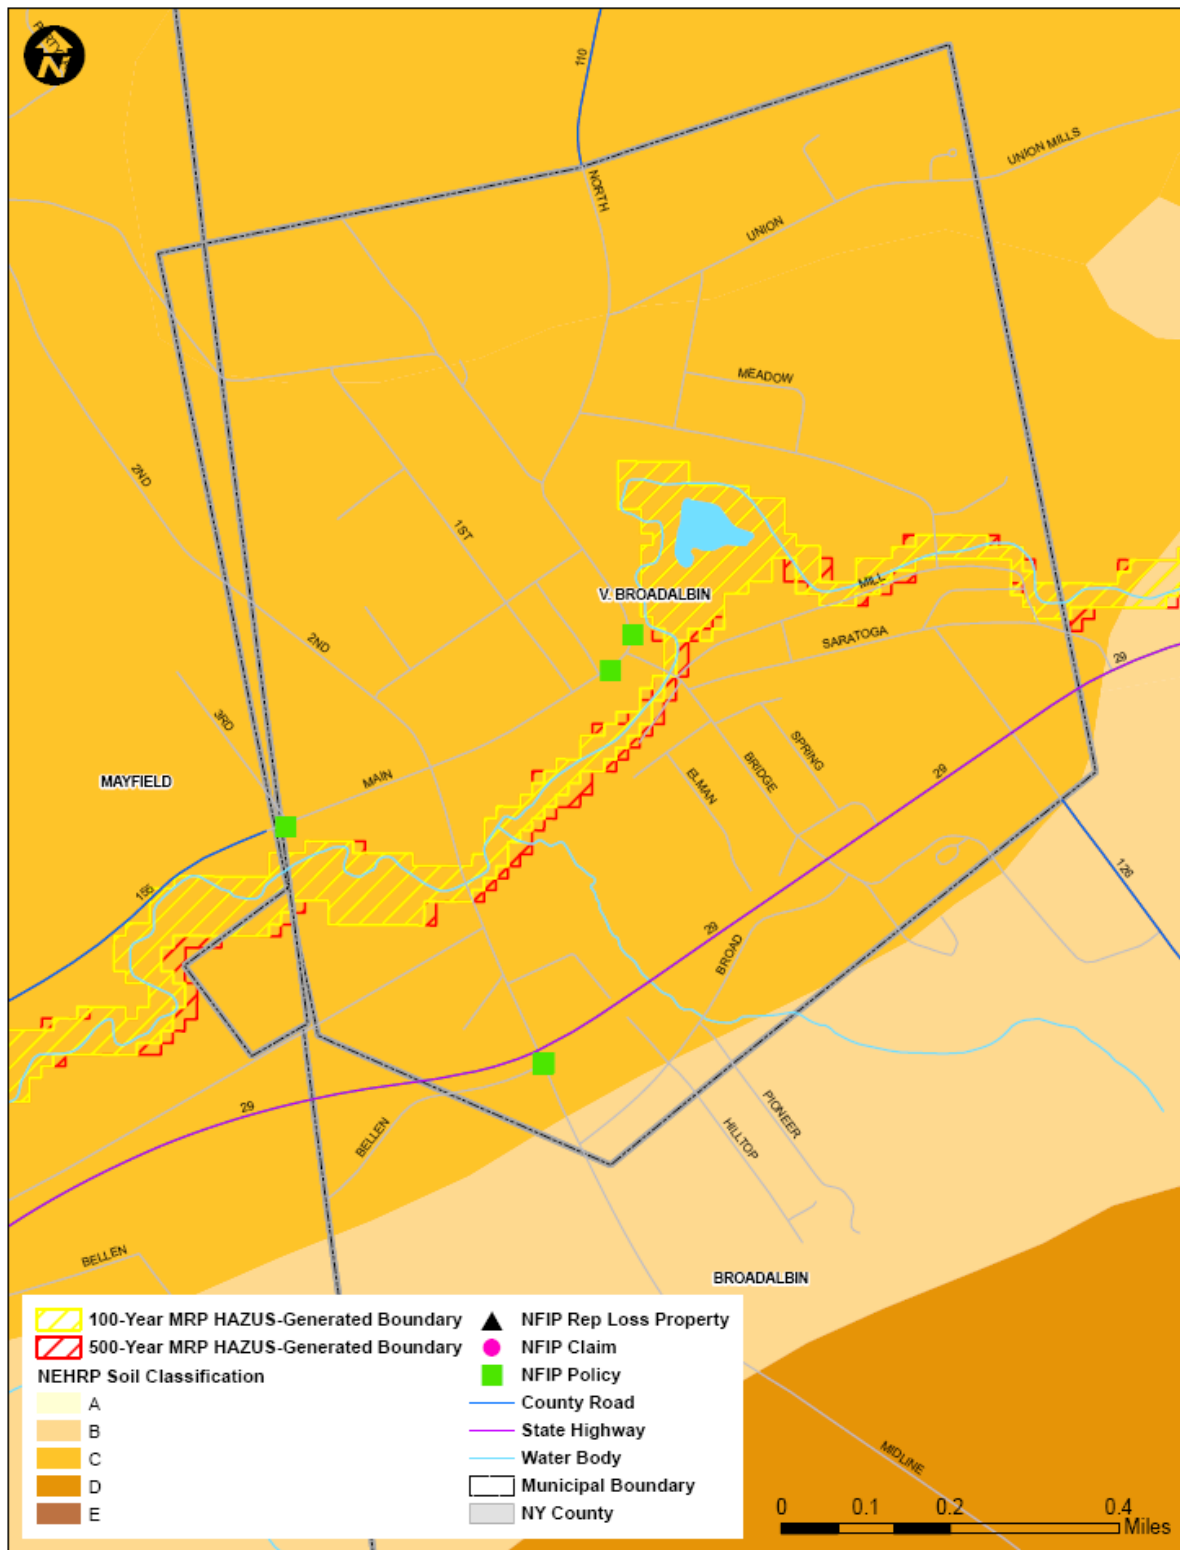 PARTY
N
110
NORTH
UNION MILLS
UNION
MEADOW
2ND
1ST
MILL
V. BROADALBIN
SARATOGA
2ND
29
3RD
SPRING
BRIDGE
ELMAN
MAIN
MAYFIELD
29
126
155
29
BROAD
29
BELLEN
PIONEER
HILLTOP
BELLEN
BROADALBIN
MIDLINE
100-Year MRP HAZUS-Generated Boundary
500-Year MRP HAZUS-Generated Boundary
NEHRP Soil Classification
A
B
C
D
E
NFIP Rep Loss Property
NFIP Claim
NFIP Policy
County Road
State Highway
Water Body
Municipal Boundary
NY County
0 0.1 0.2 0.4
Miles